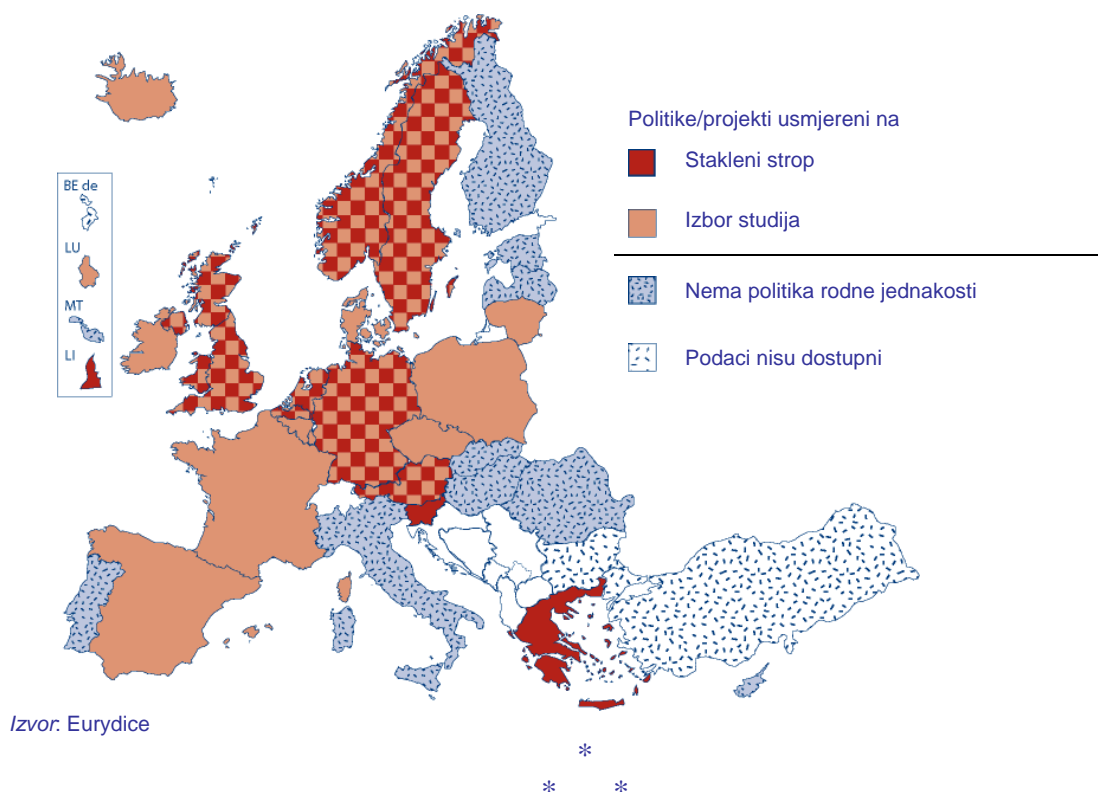 Politike/projekti usmjereni na
Stakleni strop
Izbor studija
Nema politika rodne jednakosti
Podaci nisu dostupni
BE de
LU
MT
LI
Izvor: Eurydice
*
* *